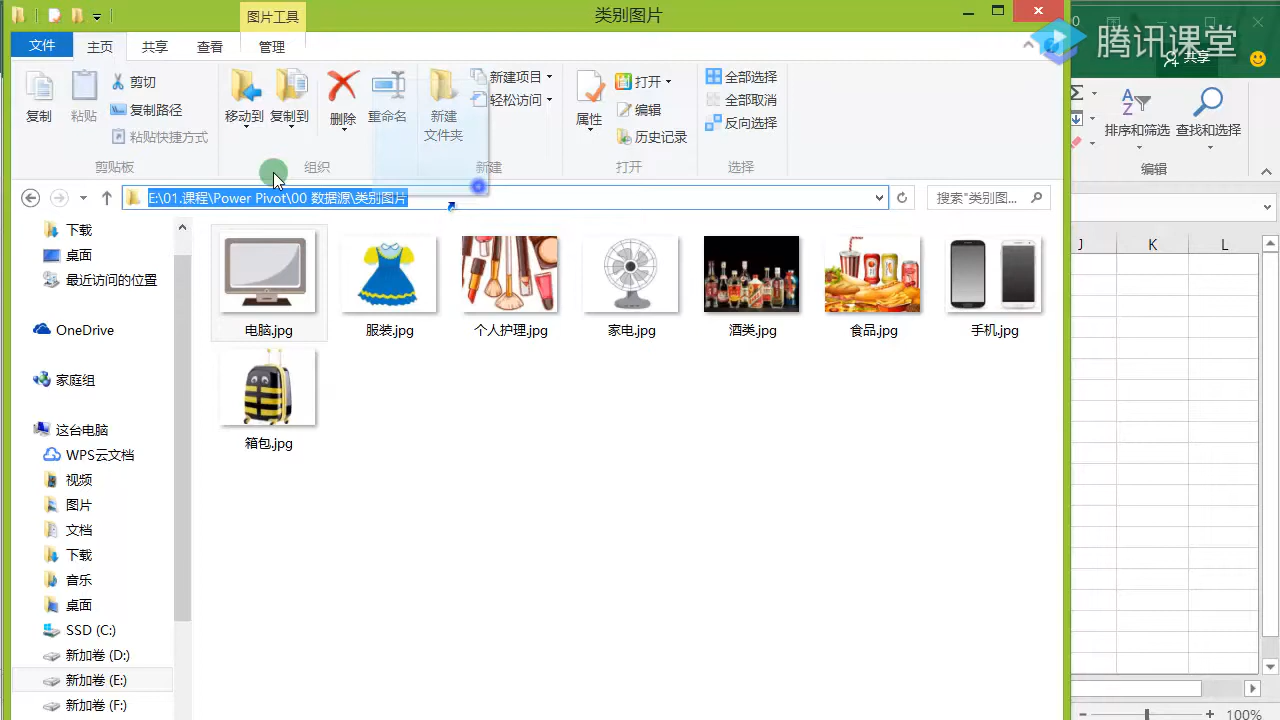 图片工具
类别图片
文件
主页
共享
查看
管理
腾讯课堂
共享
复制
粘贴
剪切
复制路径
粘贴快捷方式
剪贴板
移动到
复制到
删除
重命名
组织
新建
文件夹
新建项目
轻松访问
新建
属性
打开
编辑
历史记录
打开
全部选择
全部取消
反向选择
选择
排序和筛选
查找和选择
编辑
E:\01.课程\Power Pivot\00 数据源\类别图片
搜索"类别图...
下载
桌面
最近访问的位置
OneDrive
家庭组
这台电脑
WPS云文档
视频
图片
文档
下载
音乐
桌面
SSD (C:)
新加卷 (D:)
新加卷 (E:)
新加卷 (F:)
电脑.jpg
服装.jpg
个人护理.jpg
家电.jpg
酒类.jpg
食品.jpg
手机.jpg
箱包.jpg
J
K
L
100%